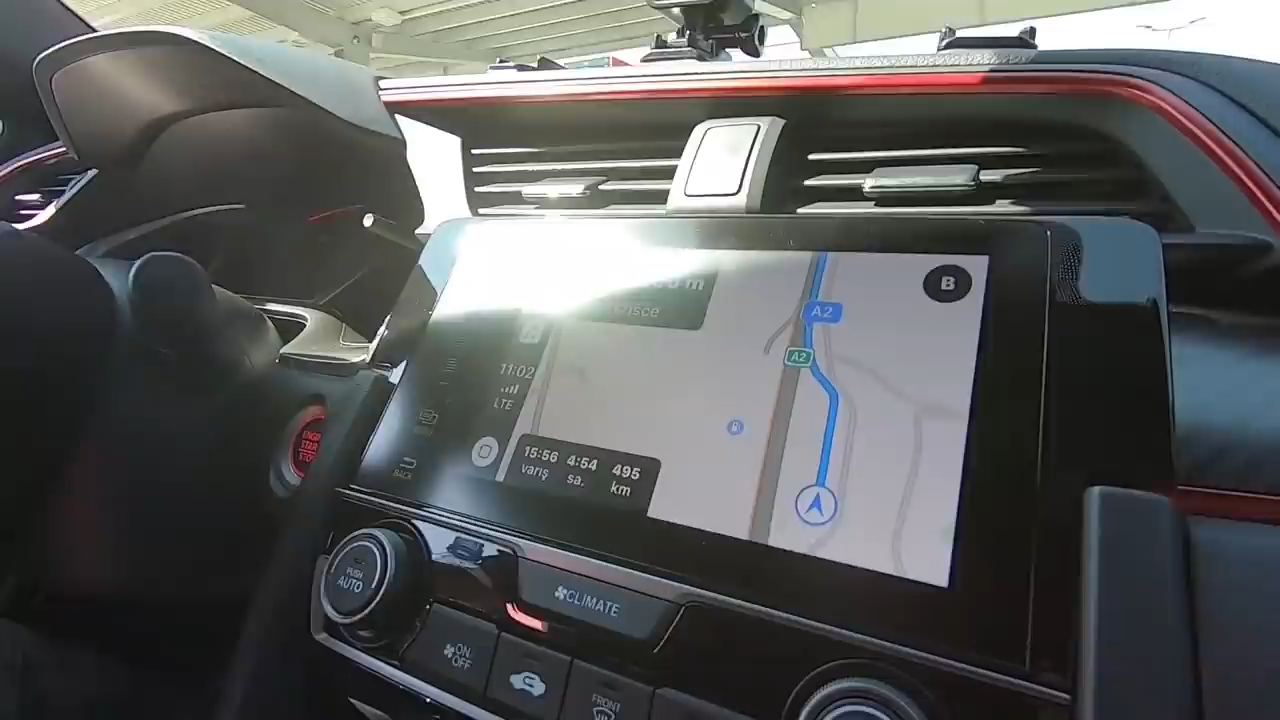 m
B
A2
A2
11:02
LTE
15:56 4:54 495
varış sa. km
BACK
ENGINE
START
STOP
PUSH
AUTO
CLIMATE
ON
OFF
FRONT